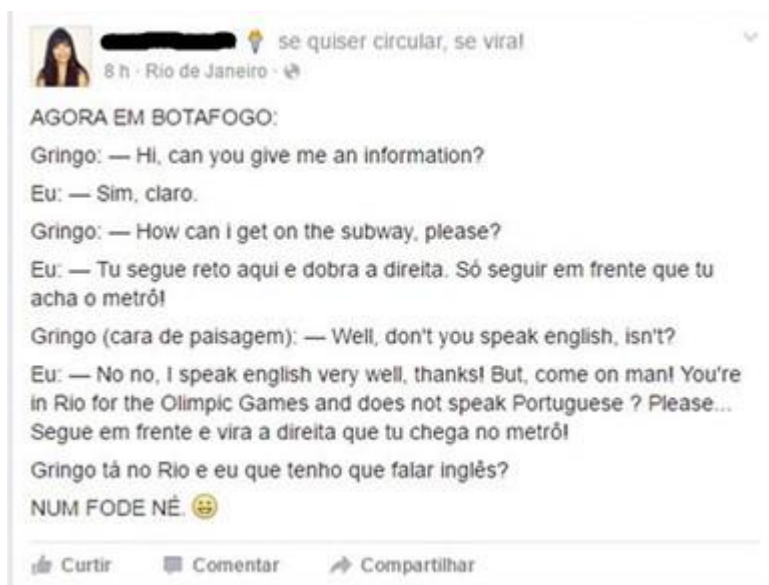 se quiser circular, se vira!
8 h · Rio de Janeiro ·
AGORA EM BOTAFOGO:
Gringo: — Hi, can you give me an information?
Eu: — Sim, claro.
Gringo: — How can i get on the subway, please?
Eu: — Tu segue reto aqui e dobra a direita. Só seguir em frente que tu
acha o metrô!
Gringo (cara de paisagem): — Well, don't you speak english, isn't?
Eu: — No no, I speak english very well, thanks! But, come on man! You're
in Rio for the Olimpic Games and does not speak Portuguese ? Please...
Segue em frente e vira a direita que tu chega no metrô!
Gringo tá no Rio e eu que tenho que falar inglês?
NUM FODE NÉ. 😀
Curtir Comentar Compartilhar